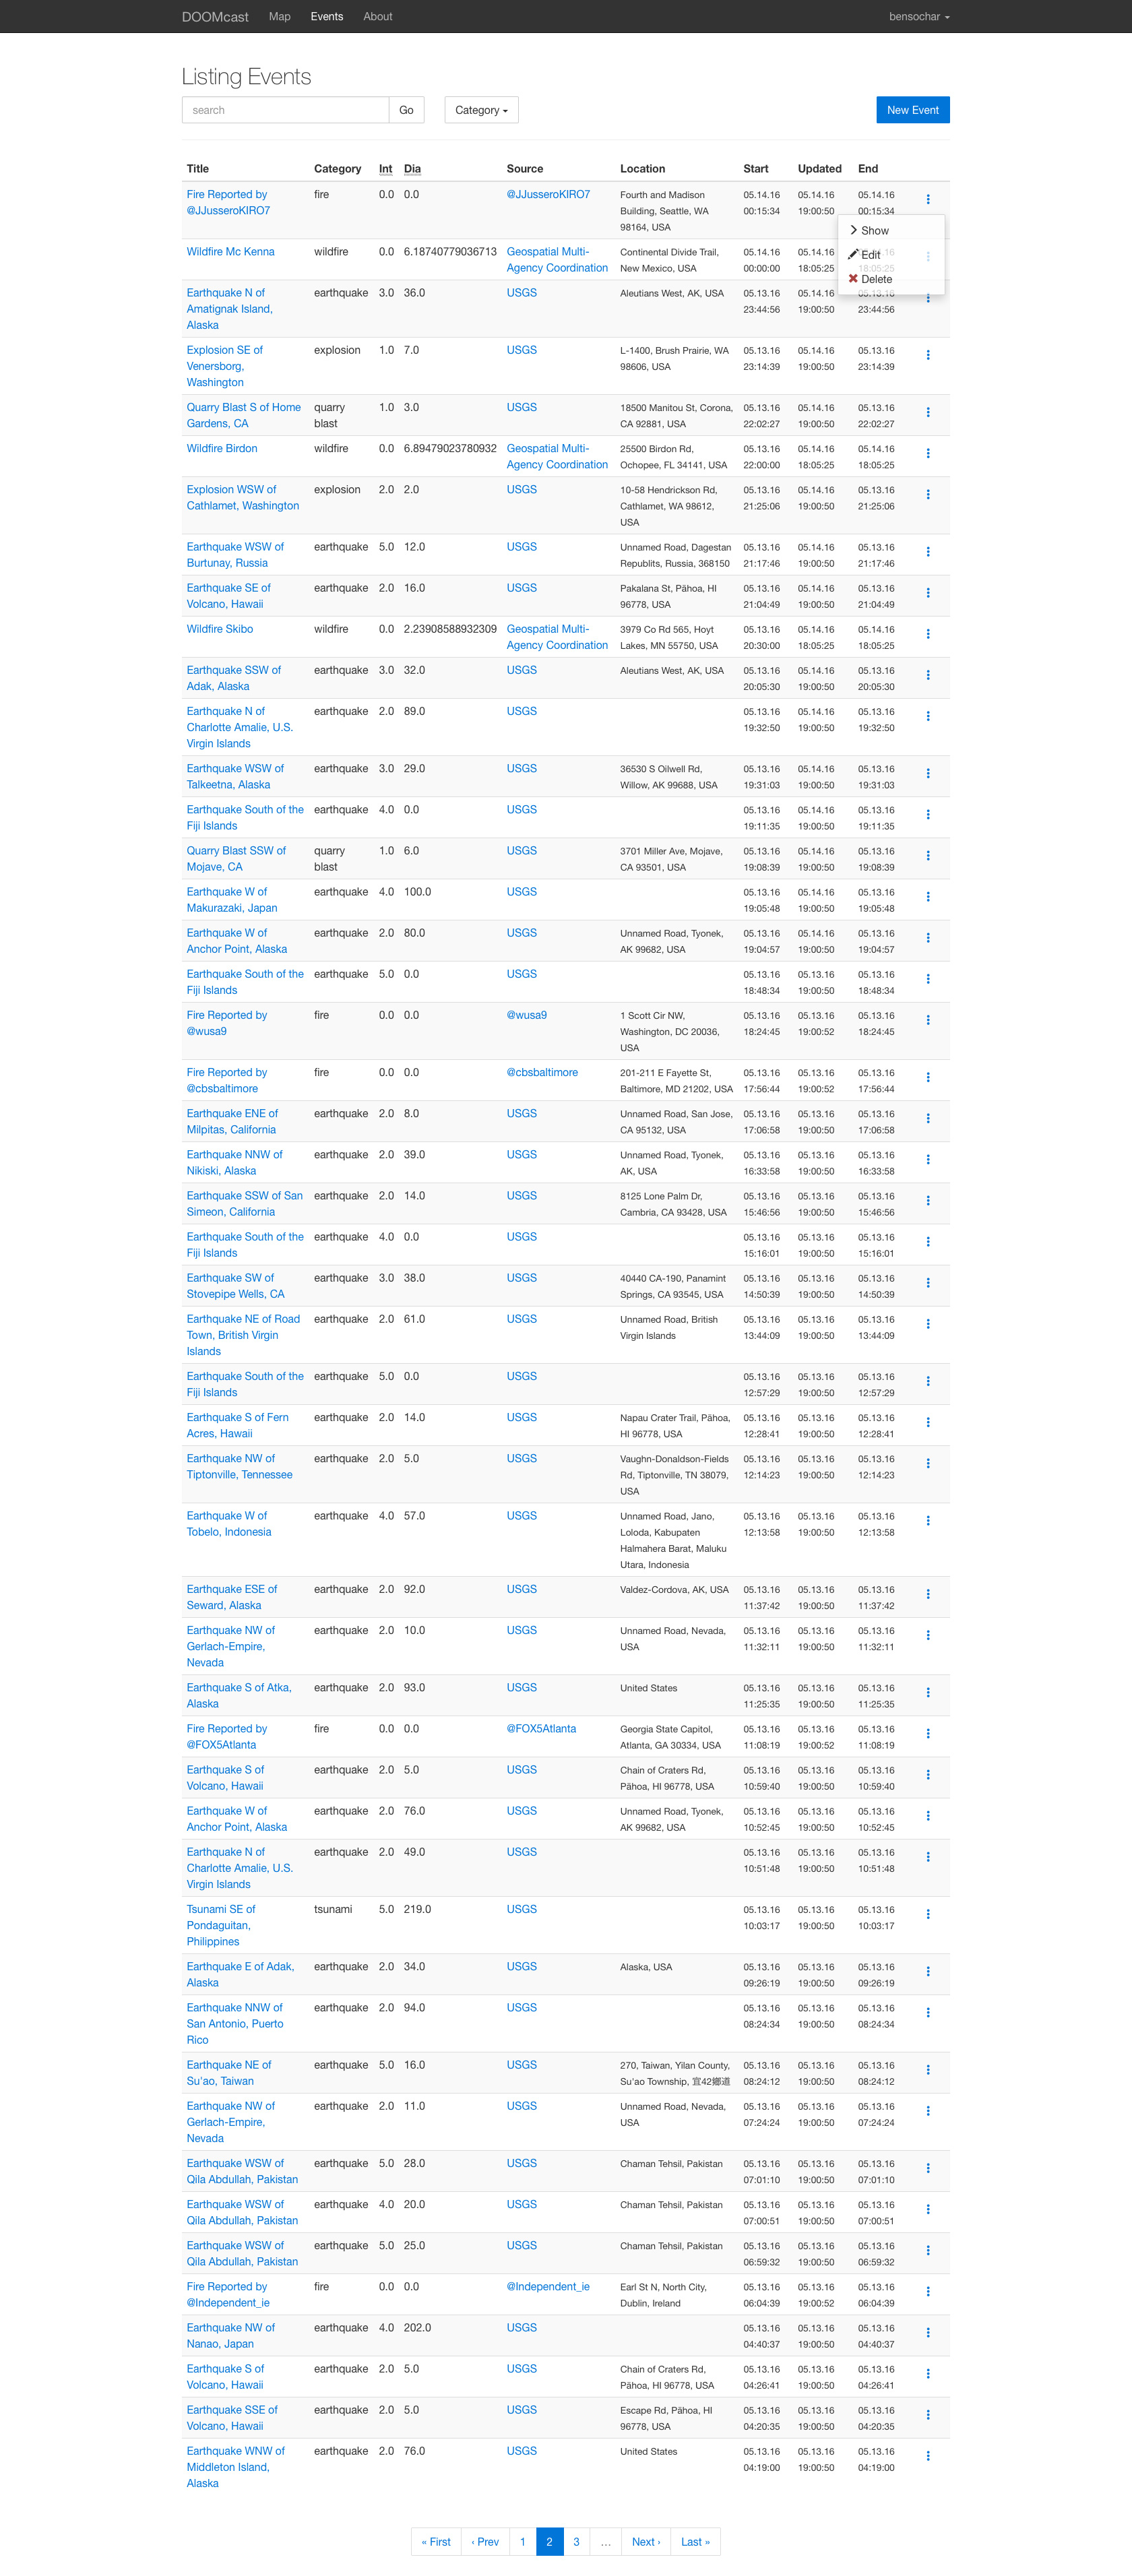 DOOMcast Map Events About bensochar
Listing Events
search Go Category New Event
Title Category Int Dia Source Location Start Updated End
Fire Reported by fire 0.0 0.0 @JJusseroKIRO7 Fourth and Madison 05.14.16 05.14.16 05.14.16
@JJusseroKIRO7 Building, Seattle, WA 00:15:34 19:00:50 00:15:34
98164, USA
Show
Edit
Delete
Wildfire Mc Kenna wildfire 0.0 6.18740779036713 Geospatial Multi- Continental Divide Trail, 05.14.16 05.14.16
Agency Coordination New Mexico, USA 00:00:00 18:05:25 18:05:25
Earthquake N of earthquake 3.0 36.0 USGS Aleutians West, AK, USA 05.13.16 05.14.16 05.13.16
Amatignak Island, 23:44:56 19:00:50 23:44:56
Alaska
Explosion SE of explosion 1.0 7.0 USGS L-1400, Brush Prairie, WA 05.13.16 05.14.16 05.13.16
Venersborg, 98606, USA 23:14:39 19:00:50 23:14:39
Washington
Quarry Blast S of Home quarry 1.0 3.0 USGS 18500 Manitou St, Corona, 05.13.16 05.14.16 05.13.16
Gardens, CA blast CA 92881, USA 22:02:27 19:00:50 22:02:27
Wildfire Birdon wildfire 0.0 6.89479023780932 Geospatial Multi- 25500 Birdon Rd, 05.13.16 05.14.16 05.14.16
Agency Coordination Ochopee, FL 34141, USA 22:00:00 18:05:25 18:05:25
Explosion WSW of explosion 2.0 2.0 USGS 10-58 Hendrickson Rd, 05.13.16 05.14.16 05.13.16
Cathlamet, Washington Cathlamet, WA 98612, 21:25:06 19:00:50 21:25:06
USA
Earthquake WSW of earthquake 5.0 12.0 USGS Unnamed Road, Dagestan 05.13.16 05.14.16 05.13.16
Burtunay, Russia Republits, Russia, 368150 21:17:46 19:00:50 21:17:46
Earthquake SE of earthquake 2.0 16.0 USGS Pakalana St, Pāhoa, HI 05.13.16 05.14.16 05.13.16
Volcano, Hawaii 96778, USA 21:04:49 19:00:50 21:04:49
Wildfire Skibo wildfire 0.0 2.23908588932309 Geospatial Multi- 3979 Co Rd 565, Hoyt 05.13.16 05.14.16 05.14.16
Agency Coordination Lakes, MN 55750, USA 20:30:00 18:05:25 18:05:25
Earthquake SSW of earthquake 3.0 32.0 USGS Aleutians West, AK, USA 05.13.16 05.14.16 05.13.16
Adak, Alaska 20:05:30 19:00:50 20:05:30
Earthquake N of earthquake 2.0 89.0 USGS 05.13.16 05.14.16 05.13.16
Charlotte Amalie, U.S. 19:32:50 19:00:50 19:32:50
Virgin Islands
Earthquake WSW of earthquake 3.0 29.0 USGS 36530 S Oilwell Rd, 05.13.16 05.14.16 05.13.16
Talkeetna, Alaska Willow, AK 99688, USA 19:31:03 19:00:50 19:31:03
Earthquake South of the earthquake 4.0 0.0 USGS 05.13.16 05.14.16 05.13.16
Fiji Islands 19:11:35 19:00:50 19:11:35
Quarry Blast SSW of quarry 1.0 6.0 USGS 3701 Miller Ave, Mojave, 05.13.16 05.14.16 05.13.16
Mojave, CA blast CA 93501, USA 19:08:39 19:00:50 19:08:39
Earthquake W of earthquake 4.0 100.0 USGS 05.13.16 05.14.16 05.13.16
Makurazaki, Japan 19:05:48 19:00:50 19:05:48
Earthquake W of earthquake 2.0 80.0 USGS Unnamed Road, Tyonek, 05.13.16 05.14.16 05.13.16
Anchor Point, Alaska AK 99682, USA 19:04:57 19:00:50 19:04:57
Earthquake South of the earthquake 5.0 0.0 USGS 05.13.16 05.13.16 05.13.16
Fiji Islands 18:48:34 19:00:50 18:48:34
Fire Reported by fire 0.0 0.0 @wusa9 1 Scott Cir NW, 05.13.16 05.13.16 05.13.16
@wusa9 Washington, DC 20036, 18:24:45 19:00:52 18:24:45
USA
Fire Reported by fire 0.0 0.0 @cbsbaltimore 201-211 E Fayette St, 05.13.16 05.13.16 05.13.16
@cbsbaltimore Baltimore, MD 21202, USA 17:56:44 19:00:52 17:56:44
Earthquake ENE of earthquake 2.0 8.0 USGS Unnamed Road, San Jose, 05.13.16 05.13.16 05.13.16
Milpitas, California CA 95132, USA 17:06:58 19:00:50 17:06:58
Earthquake NNW of earthquake 2.0 39.0 USGS Unnamed Road, Tyonek, 05.13.16 05.13.16 05.13.16
Nikiski, Alaska AK, USA 16:33:58 19:00:50 16:33:58
Earthquake SSW of San earthquake 2.0 14.0 USGS 8125 Lone Palm Dr, 05.13.16 05.13.16 05.13.16
Simeon, California Cambria, CA 93428, USA 15:46:56 19:00:50 15:46:56
Earthquake South of the earthquake 4.0 0.0 USGS 05.13.16 05.13.16 05.13.16
Fiji Islands 15:16:01 19:00:50 15:16:01
Earthquake SW of earthquake 3.0 38.0 USGS 40440 CA-190, Panamint 05.13.16 05.13.16 05.13.16
Stovepipe Wells, CA Springs, CA 93545, USA 14:50:39 19:00:50 14:50:39
Earthquake NE of Road earthquake 2.0 61.0 USGS Unnamed Road, British 05.13.16 05.13.16 05.13.16
Town, British Virgin Virgin Islands 13:44:09 19:00:50 13:44:09
Islands
Earthquake South of the earthquake 5.0 0.0 USGS 05.13.16 05.13.16 05.13.16
Fiji Islands 12:57:29 19:00:50 12:57:29
Earthquake S of Fern earthquake 2.0 14.0 USGS Napau Crater Trail, Pāhoa, 05.13.16 05.13.16 05.13.16
Acres, Hawaii HI 96778, USA 12:28:41 19:00:50 12:28:41
Earthquake NW of earthquake 2.0 5.0 USGS Vaughn-Donaldson-Fields 05.13.16 05.13.16 05.13.16
Tiptonville, Tennessee Rd, Tiptonville, TN 38079, 12:14:23 19:00:50 12:14:23
USA
Earthquake W of earthquake 4.0 57.0 USGS Unnamed Road, Jano, 05.13.16 05.13.16 05.13.16
Tobelo, Indonesia Loloda, Kabupaten 12:13:58 19:00:50 12:13:58
Halmahera Barat, Maluku
Utara, Indonesia
Earthquake ESE of earthquake 2.0 92.0 USGS Valdez-Cordova, AK, USA 05.13.16 05.13.16 05.13.16
Seward, Alaska 11:37:42 19:00:50 11:37:42
Earthquake NW of earthquake 2.0 10.0 USGS Unnamed Road, Nevada, 05.13.16 05.13.16 05.13.16
Gerlach-Empire, USA 11:32:11 19:00:50 11:32:11
Nevada
Earthquake S of Atka, earthquake 2.0 93.0 USGS United States 05.13.16 05.13.16 05.13.16
Alaska 11:25:35 19:00:50 11:25:35
Fire Reported by fire 0.0 0.0 @FOX5Atlanta Georgia State Capitol, 05.13.16 05.13.16 05.13.16
@FOX5Atlanta Atlanta, GA 30334, USA 11:08:19 19:00:52 11:08:19
Earthquake S of earthquake 2.0 5.0 USGS Chain of Craters Rd, 05.13.16 05.13.16 05.13.16
Volcano, Hawaii Pāhoa, HI 96778, USA 10:59:40 19:00:50 10:59:40
Earthquake W of earthquake 2.0 76.0 USGS Unnamed Road, Tyonek, 05.13.16 05.13.16 05.13.16
Anchor Point, Alaska AK 99682, USA 10:52:45 19:00:50 10:52:45
Earthquake N of earthquake 2.0 49.0 USGS 05.13.16 05.13.16 05.13.16
Charlotte Amalie, U.S. 10:51:48 19:00:50 10:51:48
Virgin Islands
Tsunami SE of tsunami 5.0 219.0 USGS 05.13.16 05.13.16 05.13.16
Pondaguitan, 10:03:17 19:00:50 10:03:17
Philippines
Earthquake E of Adak, earthquake 2.0 34.0 USGS Alaska, USA 05.13.16 05.13.16 05.13.16
Alaska 09:26:19 19:00:50 09:26:19
Earthquake NNW of earthquake 2.0 94.0 USGS 05.13.16 05.13.16 05.13.16
San Antonio, Puerto 08:24:34 19:00:50 08:24:34
Rico
Earthquake NE of earthquake 5.0 16.0 USGS 270, Taiwan, Yilan County, 05.13.16 05.13.16 05.13.16
Su'ao, Taiwan Su'ao Township, 宜42鄉道 08:24:12 19:00:50 08:24:12
Earthquake NW of earthquake 2.0 11.0 USGS Unnamed Road, Nevada, 05.13.16 05.13.16 05.13.16
Gerlach-Empire, USA 07:24:24 19:00:50 07:24:24
Nevada
Earthquake WSW of earthquake 5.0 28.0 USGS Chaman Tehsil, Pakistan 05.13.16 05.13.16 05.13.16
Qila Abdullah, Pakistan 07:01:10 19:00:50 07:01:10
Earthquake WSW of earthquake 4.0 20.0 USGS Chaman Tehsil, Pakistan 05.13.16 05.13.16 05.13.16
Qila Abdullah, Pakistan 07:00:51 19:00:50 07:00:51
Earthquake WSW of earthquake 5.0 25.0 USGS Chaman Tehsil, Pakistan 05.13.16 05.13.16 05.13.16
Qila Abdullah, Pakistan 06:59:32 19:00:50 06:59:32
Fire Reported by fire 0.0 0.0 @Independent_ie Earl St N, North City, 05.13.16 05.13.16 05.13.16
@Independent_ie Dublin, Ireland 06:04:39 19:00:52 06:04:39
Earthquake NW of earthquake 4.0 202.0 USGS 05.13.16 05.13.16 05.13.16
Nanao, Japan 04:40:37 19:00:50 04:40:37
Earthquake S of earthquake 2.0 5.0 USGS Chain of Craters Rd, 05.13.16 05.13.16 05.13.16
Volcano, Hawaii Pāhoa, HI 96778, USA 04:26:41 19:00:50 04:26:41
Earthquake SSE of earthquake 2.0 5.0 USGS Escape Rd, Pāhoa, HI 05.13.16 05.13.16 05.13.16
Volcano, Hawaii 96778, USA 04:20:35 19:00:50 04:20:35
Earthquake WNW of earthquake 2.0 76.0 USGS United States 05.13.16 05.13.16 05.13.16
Middleton Island, 04:19:00 19:00:50 04:19:00
Alaska
« First ‹ Prev 1 2 3 … Next › Last »